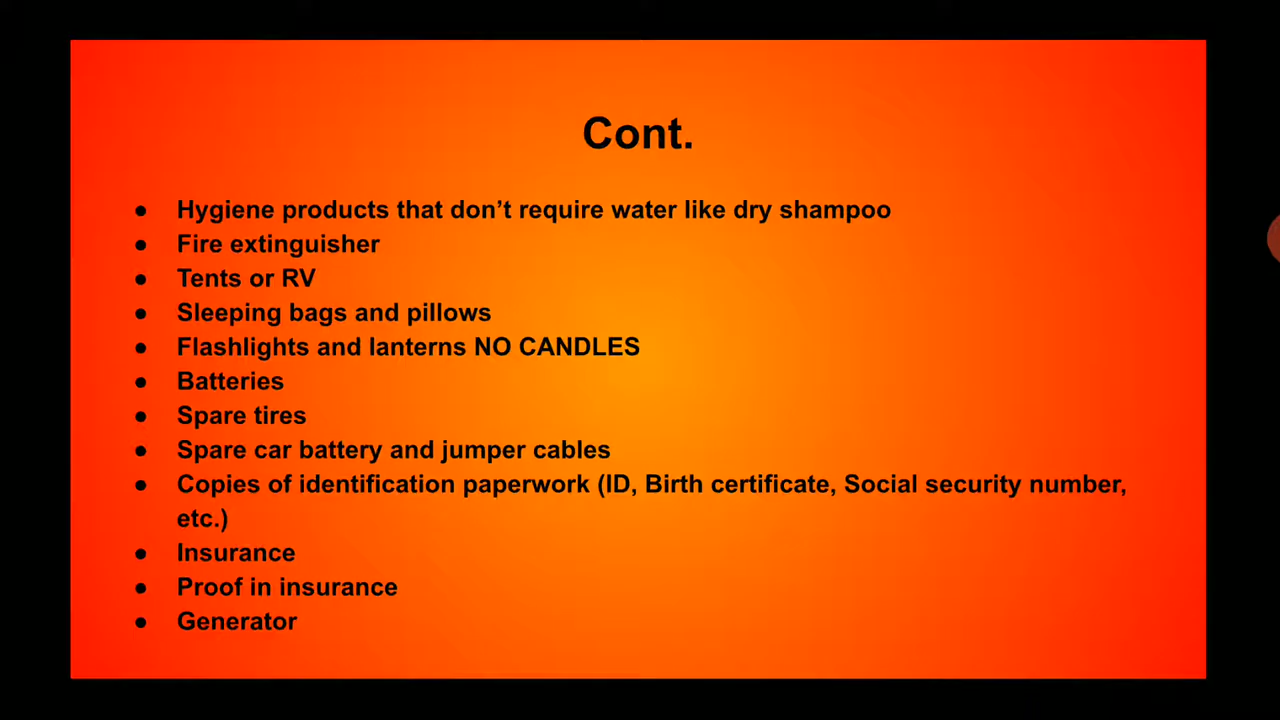 Cont.
● Hygiene products that don’t require water like dry shampoo
● Fire extinguisher
● Tents or RV
● Sleeping bags and pillows
● Flashlights and lanterns NO CANDLES
● Batteries
● Spare tires
● Spare car battery and jumper cables
● Copies of identification paperwork (ID, Birth certificate, Social security number,
etc.)
● Insurance
● Proof in insurance
● Generator